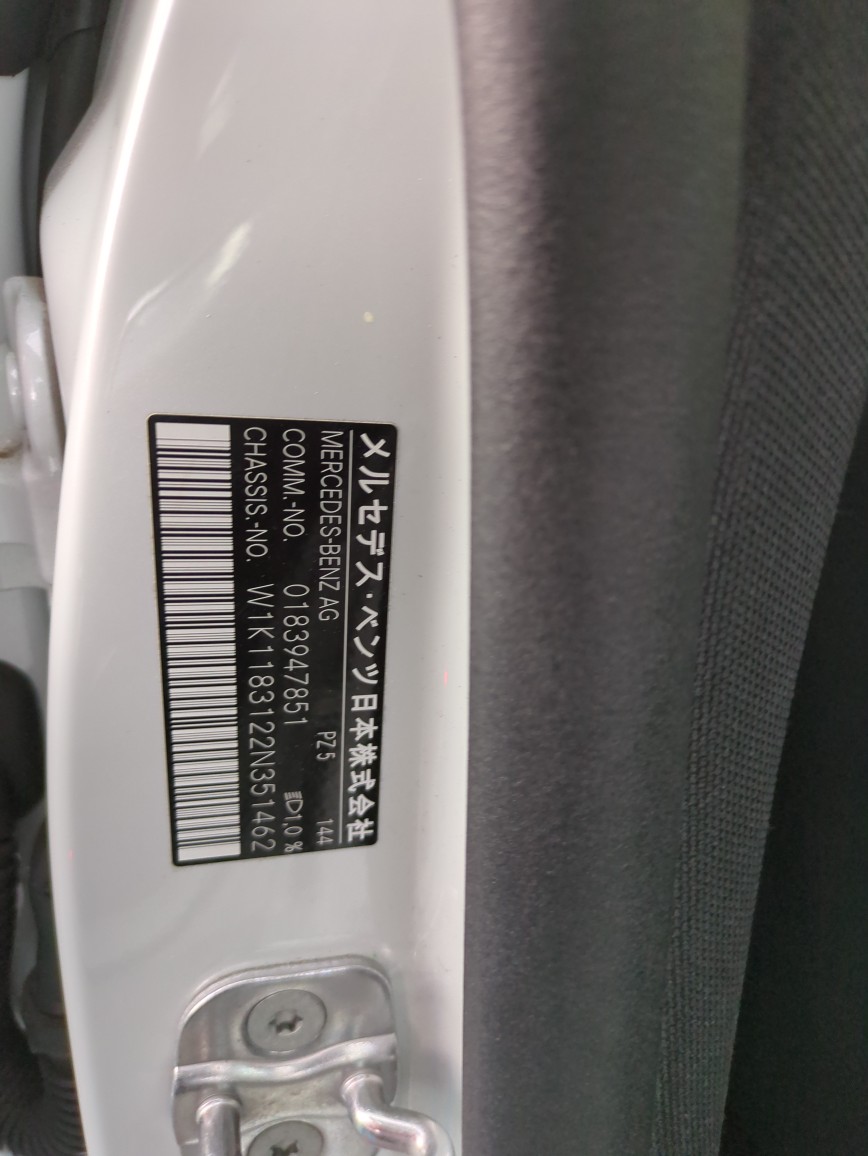 メルセデス・ベンツ日本株式会社
MERCEDES-BENZ AG PZ5 144
COMM.-NO. 0183947851 1,0 %
CHASSIS.-NO. W1K1183122N351462